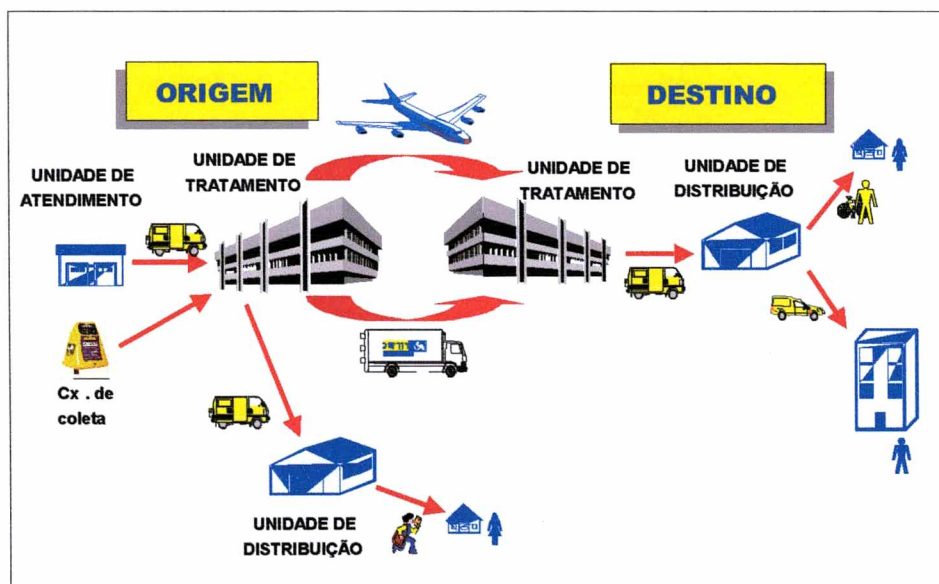 ORIGEM
DESTINO
UNIDADE DE
ATENDIMENTO
UNIDADE DE
TRATAMENTO
UNIDADE DE
TRATAMENTO
UNIDADE DE
DISTRIBUIÇÃO
Cx . de
coleta
UNIDADE DE
DISTRIBUIÇÃO